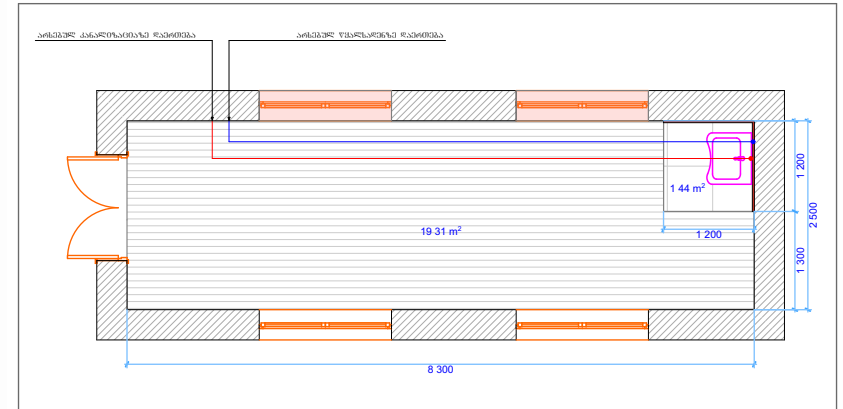 არსებულ კანალიზაციაზე დაერთება
არსებულ წყალსადენზე დაერთება
1 44 m²
1 200
1 200
2 500
1 300
19 31 m²
8 300